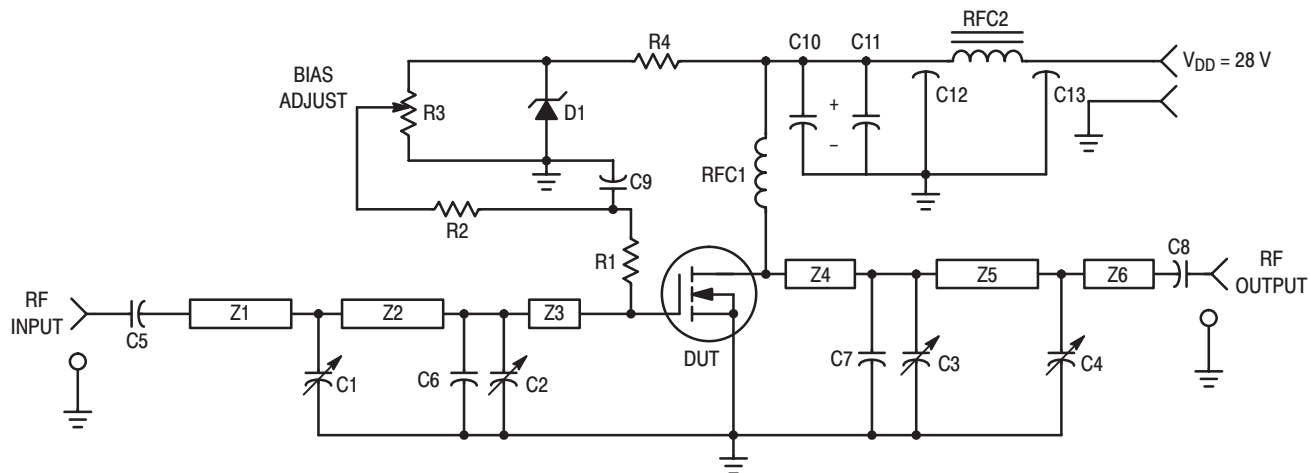 RFC2
R4
C10
C11
V_DD = 28 V
BIAS
ADJUST
R3
D1
C12
C13
+
–
C9
RFC1
R2
R1
C8
RF
INPUT
C5
Z1
Z2
Z3
DUT
Z4
Z5
Z6
RF
OUTPUT
C1
C6
C2
C7
C3
C4